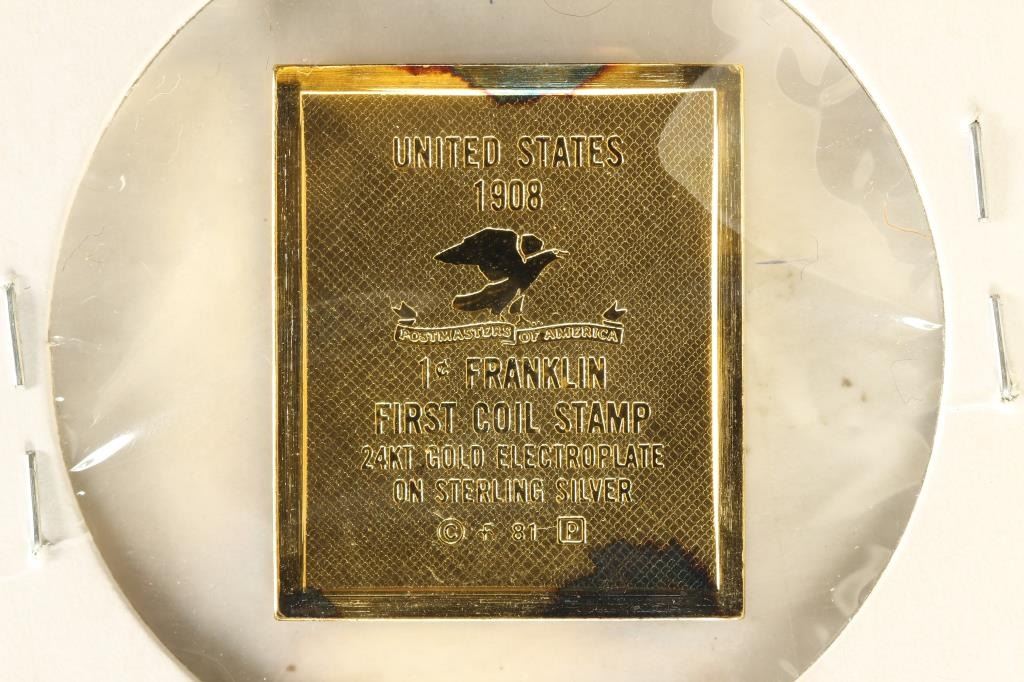 UNITED STATES
1908
POSTMASTERS OF AMERICA
1¢ FRANKLIN
FIRST COIL STAMP
24KT GOLD ELECTROPLATE
ON STERLING SILVER
© F 81 P